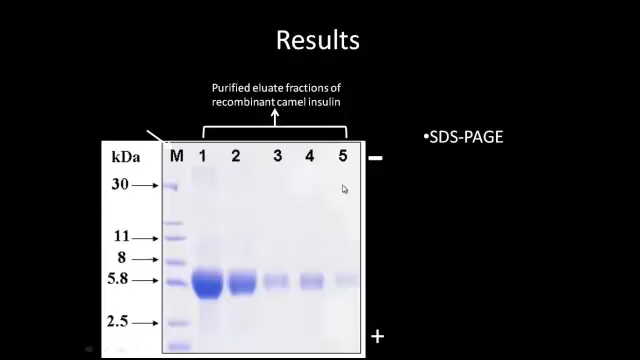 Results
Purified eluate fractions of
recombinant camel insulin
•SDS-PAGE
kDa M 1 2 3 4 5 −
30
11
8
5.8
2.5
+